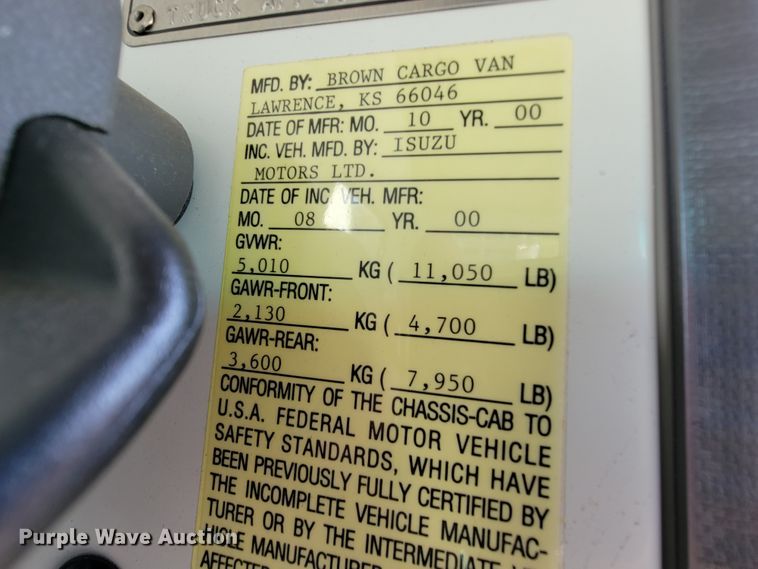 TRUCK
MFD. BY: BROWN CARGO VAN
LAWRENCE, KS 66046
DATE OF MFR: MO. 10 YR. 00
INC. VEH. MFD. BY: ISUZU
MOTORS LTD.
DATE OF INC. VEH. MFR:
MO. 08 YR. 00
GVWR:
5,010 KG ( 11,050 LB)
GAWR-FRONT:
2,130 KG ( 4,700 LB)
GAWR-REAR:
3,600 KG ( 7,950 LB)
CONFORMITY OF THE CHASSIS-CAB TO
U.S.A. FEDERAL MOTOR VEHICLE
SAFETY STANDARDS, WHICH HAVE
BEEN PREVIOUSLY FULLY CERTIFIED BY
THE INCOMPLETE VEHICLE MANUFAC-
TURER OR BY THE INTERMEDIATE
HICLE MANUFACTURER
AFFECTED
Purple Wave Auction